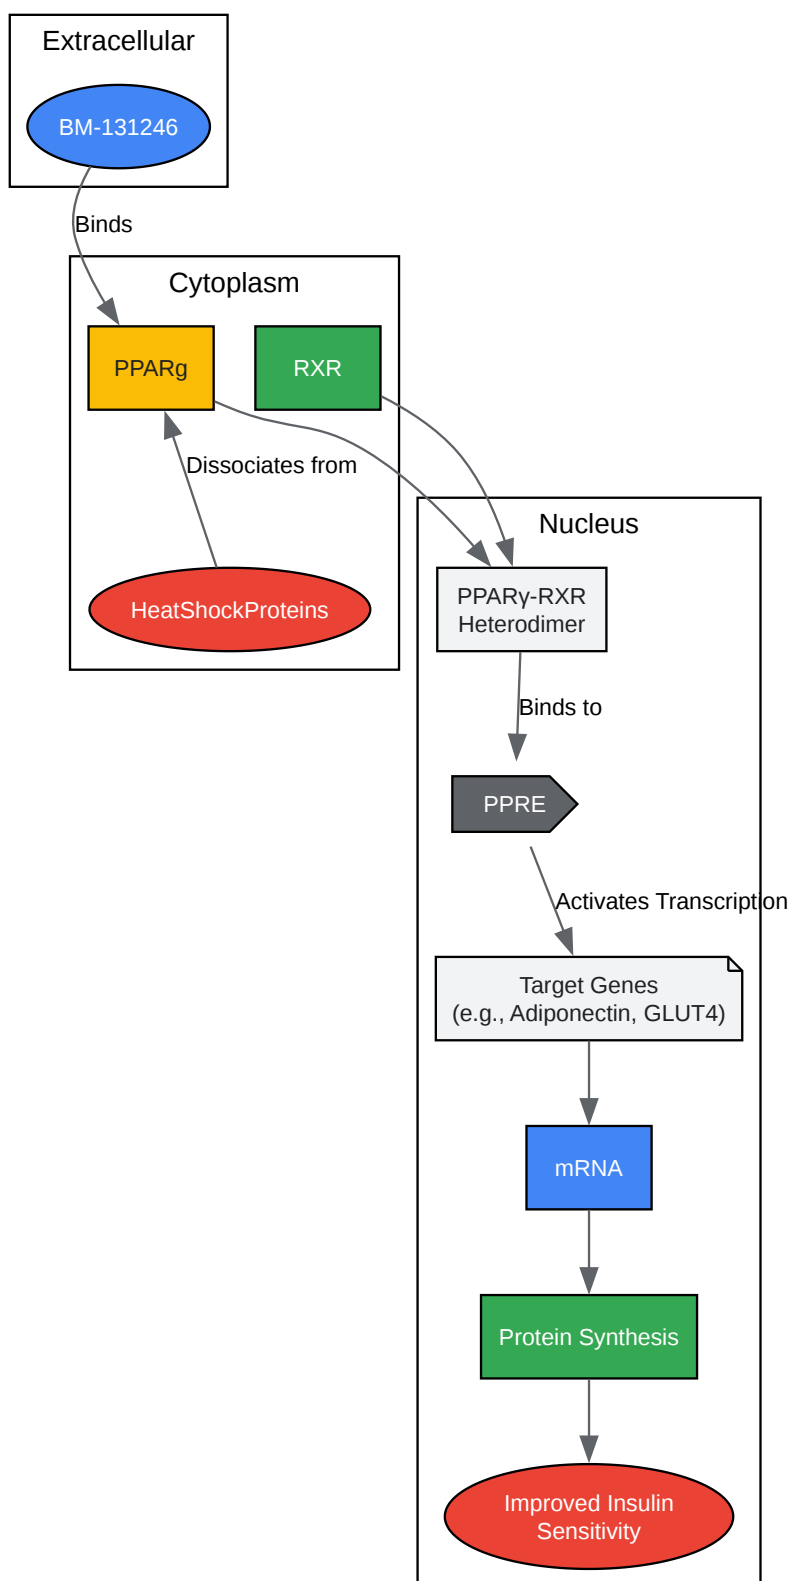 Extracellular
BM-131246
Binds
Cytoplasm
PPARg
RXR
Dissociates from
HeatShockProteins
Nucleus
PPARγ-RXR
Heterodimer
Binds to
PPRE
Activates Transcription
Target Genes
(e.g., Adiponectin, GLUT4)
mRNA
Protein Synthesis
Improved Insulin
Sensitivity